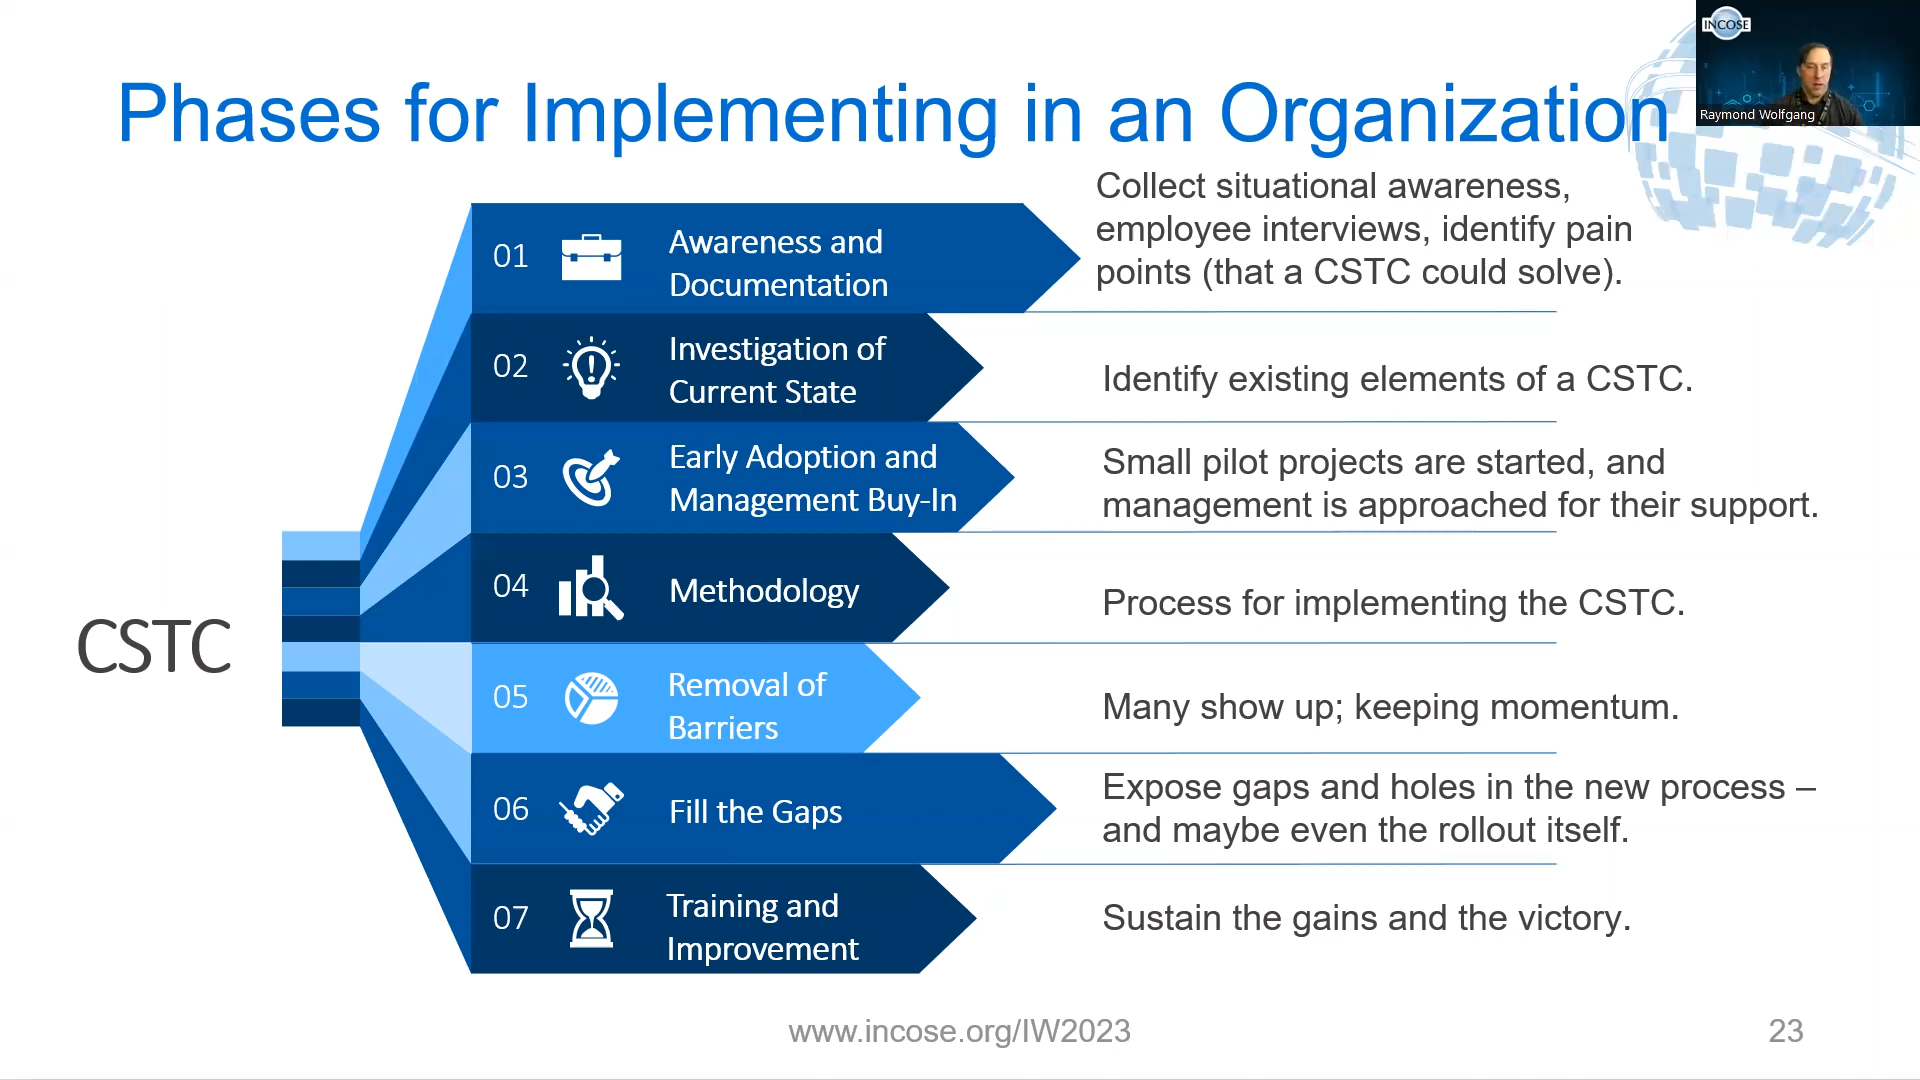 INCOSE
Raymond Wolfgang
Phases for Implementing in an Organization
CSTC
01
Awareness and
Documentation
Collect situational awareness,
employee interviews, identify pain
points (that a CSTC could solve).
02
Investigation of
Current State
Identify existing elements of a CSTC.
03
Early Adoption and
Management Buy-In
Small pilot projects are started, and
management is approached for their support.
04
Methodology
Process for implementing the CSTC.
05
Removal of
Barriers
Many show up; keeping momentum.
06
Fill the Gaps
Expose gaps and holes in the new process –
and maybe even the rollout itself.
07
Training and
Improvement
Sustain the gains and the victory.
www.incose.org/IW2023
23